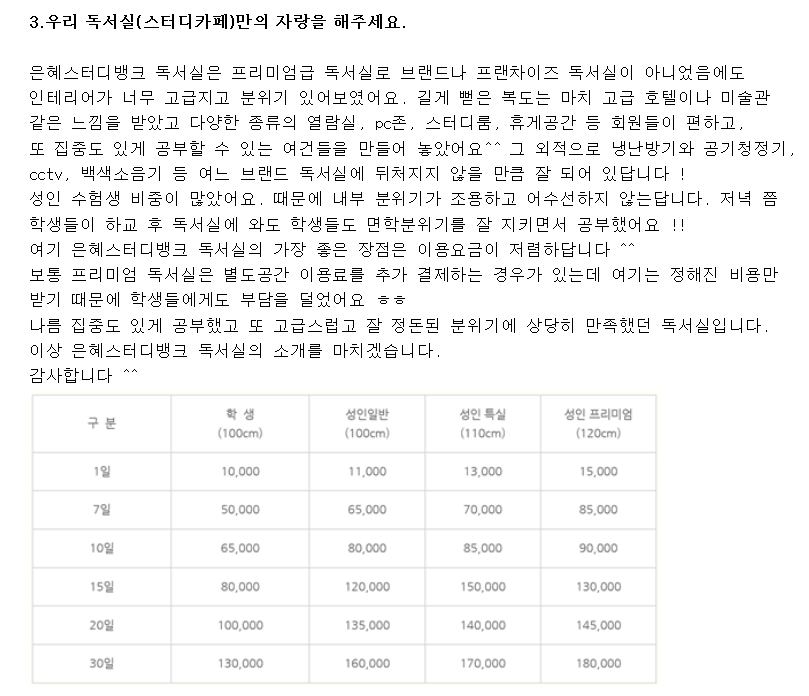 3.우리 독서실(스터디카페)만의 자랑을 해주세요.
은혜스터디뱅크 독서실은 프리미엄급 독서실로 브랜드나 프랜차이즈 독서실이 아니었음에도
인테리어가 너무 고급지고 분위기 있어보였어요. 길게 뻗은 복도는 마치 고급 호텔이나 미술관
같은 느낌을 받았고 다양한 종류의 열람실, pc존, 스터디룸, 휴게공간 등 회원들이 편하고,
또 집중도 있게 공부할 수 있는 여건들을 만들어 놓았어요^^ 그 외적으로 냉난방기와 공기청정기,
cctv, 백색소음기 등 여느 브랜드 독서실에 뒤처지지 않을 만큼 잘 되어 있답니다 !
성인 수험생 비중이 많았어요. 때문에 내부 분위기가 조용하고 어수선하지 않는답니다. 저녁 쯤
학생들이 하교 후 독서실에 와도 학생들도 면학분위기를 잘 지키면서 공부했어요 !!
여기 은혜스터디뱅크 독서실의 가장 좋은 장점은 이용요금이 저렴하답니다 ^^
보통 프리미엄 독서실은 별도공간 이용료를 추가 결제하는 경우가 있는데 여기는 정해진 비용만
받기 때문에 학생들에게도 부담을 덜었어요 ㅎㅎ
나름 집중도 있게 공부했고 또 고급스럽고 잘 정돈된 분위기에 상당히 만족했던 독서실입니다.
이상 은혜스터디뱅크 독서실의 소개를 마치겠습니다.
감사합니다 ^^
구 분 학 생 (100cm) 성인일반 (100cm) 성인 특실 (110cm) 성인 프리미엄 (120cm)
1일 10,000 11,000 13,000 15,000
7일 50,000 65,000 70,000 85,000
10일 65,000 80,000 85,000 90,000
15일 80,000 120,000 150,000 130,000
20일 100,000 135,000 140,000 145,000
30일 130,000 160,000 170,000 180,000